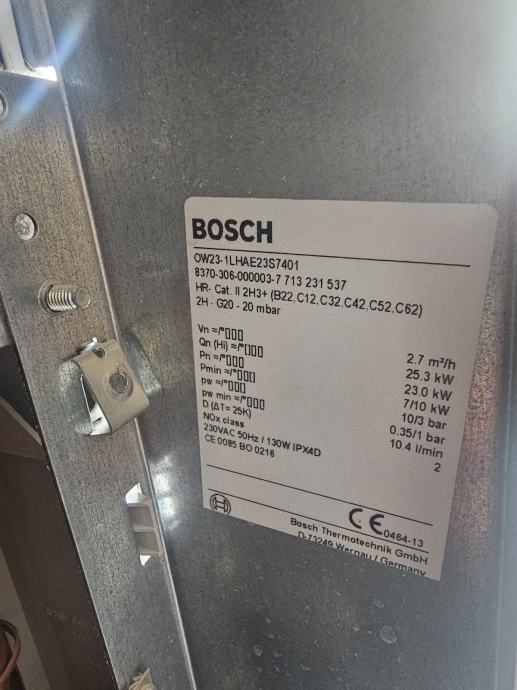 BOSCH
OW23-1LHAE23S7401
8370-306-000003-7 713 231 537
HR- Cat. II 2H3+ (B22,C12,C32,C42,C52,C62)
2H - G20 - 20 mbar
Vn ≈/°▯▯▯ 2.7 m³/h
Qn (Hi) ≈/°▯▯▯ 25.3 kW
Pn ≈/°▯▯▯ 23.0 kW
Pmin ≈/°▯▯▯ 7/10 kW
pw ≈/°▯▯▯ 10/3 bar
pw min ≈/°▯▯▯ 0.35/1 bar
D (ΔT= 25K) 10.4 l/min
NOx class 2
230VAC 50Hz / 130W IPX4D
CE 0085 BO 0216
CE 0464-13
Bosch Thermotechnik GmbH
D-73249 Wernau / Germany